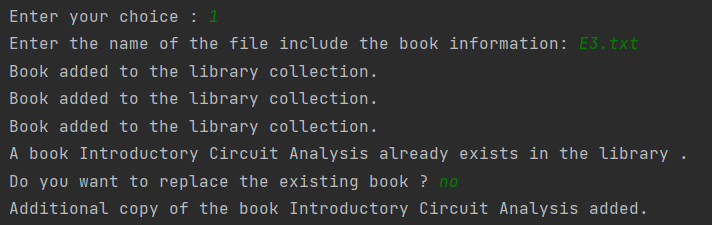 Enter your choice : 1
Enter the name of the file include the book information: E3.txt
Book added to the library collection.
Book added to the library collection.
Book added to the library collection.
A book Introductory Circuit Analysis already exists in the library .
Do you want to replace the existing book ? no
Additional copy of the book Introductory Circuit Analysis added.